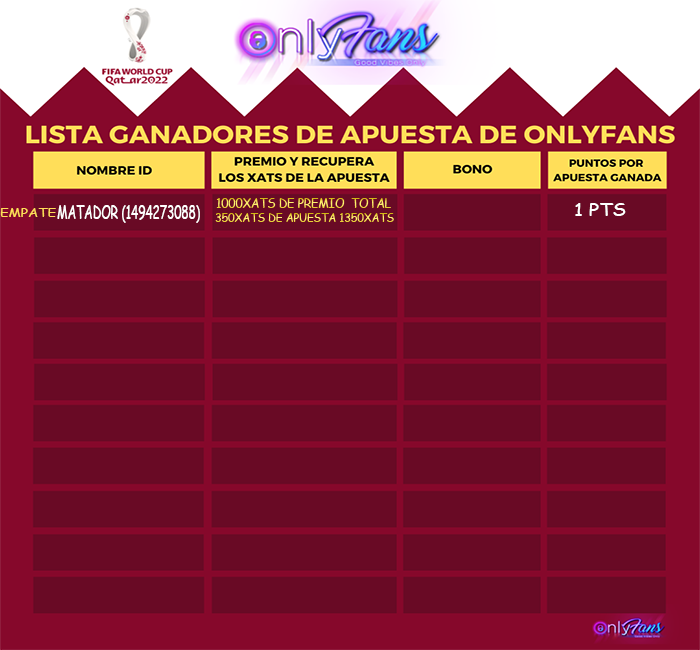 FIFA WORLD CUP
Qatar2022
OnlyFans
Good Vibes Only
LISTA GANADORES DE APUESTA DE ONLYFANS
NOMBRE ID
PREMIO Y RECUPERA
LOS XATS DE LA APUESTA
BONO
PUNTOS POR
APUESTA GANADA
EMPATE MATADOR (1494273088)
1000XATS DE PREMIO TOTAL
350XATS DE APUESTA 1350XATS
1 PTS
OnlyFans